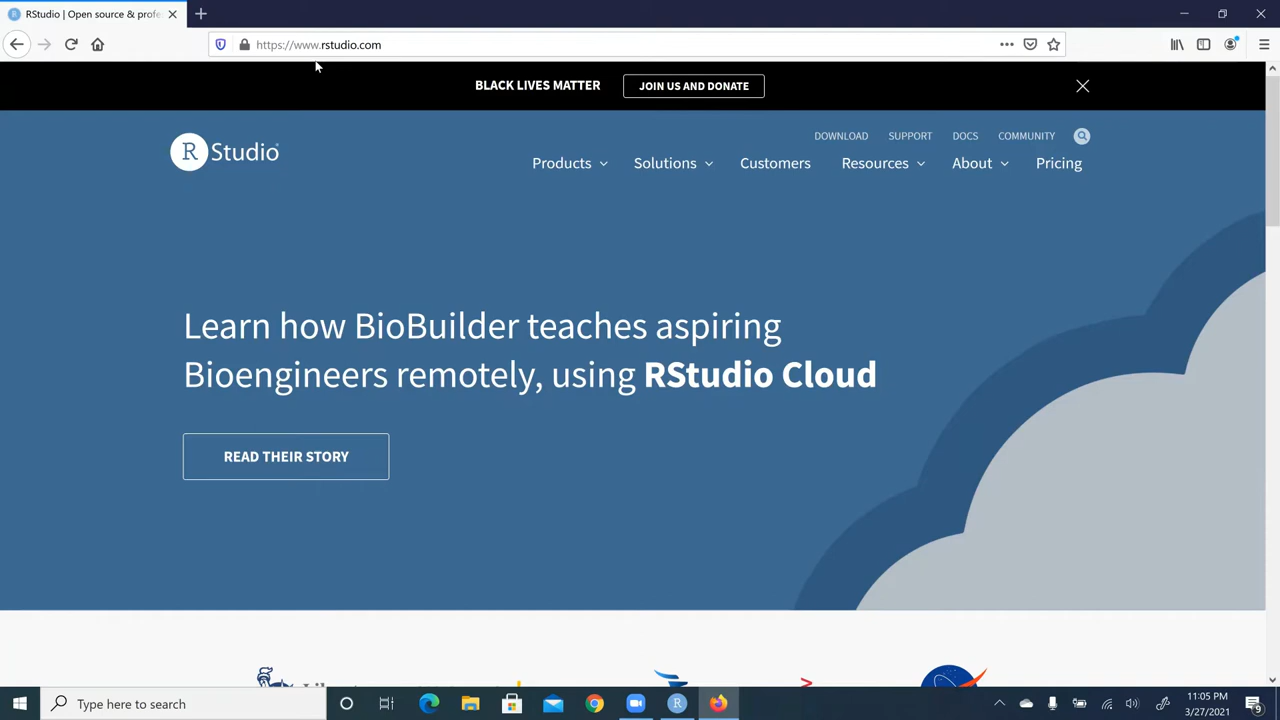 RStudio | Open source & profe
https://www.rstudio.com
BLACK LIVES MATTER
JOIN US AND DONATE
DOWNLOAD
SUPPORT
DOCS
COMMUNITY
R Studio
Products
Solutions
Customers
Resources
About
Pricing
Learn how BioBuilder teaches aspiring
Bioengineers remotely, using RStudio Cloud
READ THEIR STORY
Type here to search
R
11:05 PM
3/27/2021
9